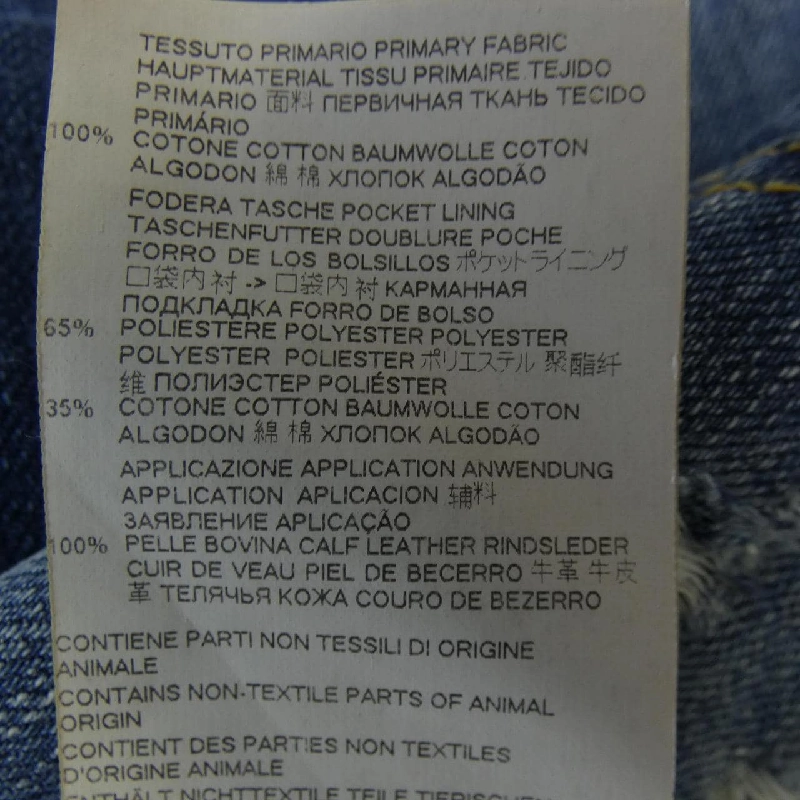 TESSUTO PRIMARIO PRIMARY FABRIC
HAUPTMATERIAL TISSU PRIMAIRE TEJIDO
PRIMARIO 面料 ПЕРВИЧНАЯ ТКАНЬ TECIDO
PRIMÁRIO
100% COTONE COTTON BAUMWOLLE COTON
ALGODON 綿 棉 ХЛОПОК ALGODÃO
FODERA TASCHE POCKET LINING
TASCHENFUTTER DOUBLURE POCHE
FORRO DE LOS BOLSILLOS ポケットライニング
口袋内衬 -> 口袋内衬 КАРМАННАЯ
ПОДКЛАДКА FORRO DE BOLSO
65% POLIESTERE POLYESTER POLYESTER
POLYESTER POLIESTER ポリエステル 聚酯纤
维 ПОЛИЭСТЕР POLIÉSTER
35% COTONE COTTON BAUMWOLLE COTON
ALGODON 綿 棉 ХЛОПОК ALGODÃO
APPLICAZIONE APPLICATION ANWENDUNG
APPLICATION APLICACION 辅料
ЗАЯВЛЕНИЕ APLICAÇÃO
100% PELLE BOVINA CALF LEATHER RINDSLEDER
CUIR DE VEAU PIEL DE BECERRO 牛革 牛皮
革 ТЕЛЯЧЬЯ КОЖА COURO DE BEZERRO
CONTIENE PARTI NON TESSILI DI ORIGINE
ANIMALE
CONTAINS NON-TEXTILE PARTS OF ANIMAL
ORIGIN
CONTIENT DES PARTIES NON TEXTILES
D'ORIGINE ANIMALE
ENTHÄLT NICHTTEXTILE TEILE TIERISCHEN